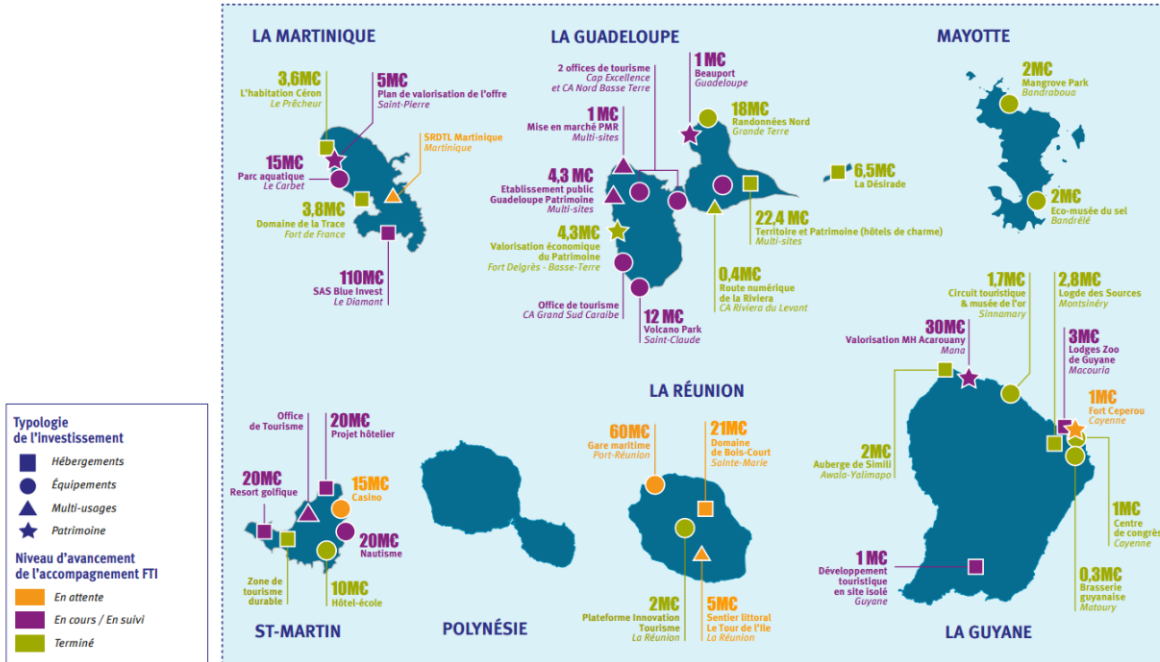 LA MARTINIQUE
3,6M€
L'habitation Céron
Le Prêcheur
5M€
Plan de valorisation de l'offre
Saint-Pierre
SRDTL Martinique
Martinique
15M€
Parc aquatique
Le Carbet
3,8M€
Domaine de la Trace
Fort de France
110M€
SAS Blue Invest
Le Diamant
LA GUADELOUPE
2 offices de tourisme
Cap Excellence
et CA Nord Basse Terre
1 M€
Beauport
Guadeloupe
1 M€
Mise en marché PMR
Multi-sites
18M€
Randonnées Nord
Grande Terre
4,3 M€
Etablissement public
Guadeloupe Patrimoine
Multi-sites
6,5M€
La Désirade
4,3M€
Valorisation économique
du Patrimoine
Fort Delgrès - Basse-Terre
22,4 M€
Territoire et Patrimoine (hôtels de charme)
Multi-sites
0,4M€
Route numérique
de la Riviera
CA Riviera du Levant
Office de tourisme
CA Grand Sud Caraibe
12 M€
Volcano Park
Saint-Claude
MAYOTTE
2M€
Mangrove Park
Bandraboua
2M€
Eco-musée du sel
Bandrélé
Typologie
de l'investissement
Hébergements
Équipements
Multi-usages
Patrimoine
Niveau d'avancement
de l'accompagnement FTI
En attente
En cours / En suivi
Terminé
Office
de Tourisme
20M€
Projet hôtelier
20M€
Resort golfique
15M€
Casino
20M€
Nautisme
Zone de
tourisme
durable
10M€
Hôtel-école
ST-MARTIN
POLYNÉSIE
LA RÉUNION
60M€
Gare maritime
Port-Réunion
21M€
Domaine
de Bois-Court
Sainte-Marie
2M€
Plateforme Innovation
Tourisme
La Réunion
5M€
Sentier littoral
Le Tour de l'Ile
La Réunion
1,7M€
Circuit touristique
& musée de l'or
Sinnamary
2,8M€
Logde des Sources
Montsinéry
30M€
Valorisation MH Acarouany
Mana
3M€
Lodges Zoo
de Guyane
Macouria
1M€
Fort Ceperou
Cayenne
2M€
Auberge de Simili
Awala-Yalimapo
1M€
Centre
de congrès
Cayenne
1 M€
Développement
touristique
en site isolé
Guyane
0,3M€
Brasserie
guyanaise
Matoury
LA GUYANE